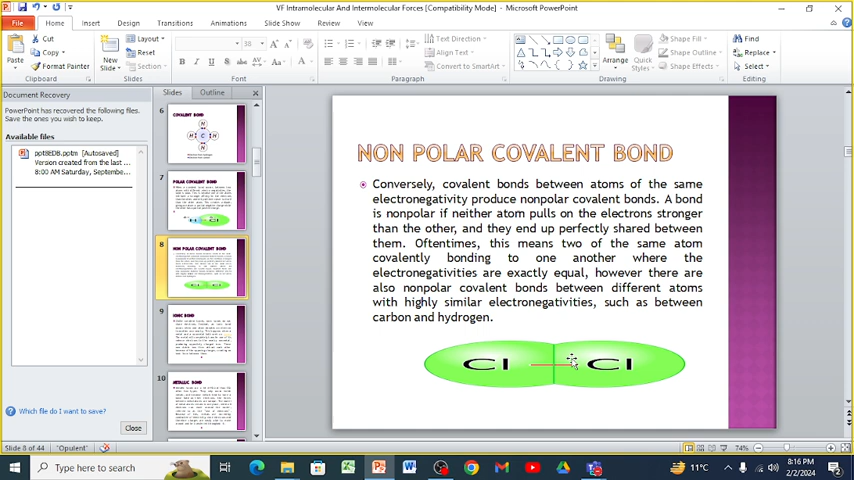 VF Intramolecular And Intermolecular Forces [Compatibility Mode] - Microsoft PowerPoint
File Home Insert Design Transitions Animations Slide Show Review View
Cut
Copy
Format Painter
Paste
Clipboard
New
Slide
Layout
Reset
Section
Slides
38
Font
Text Direction
Align Text
Convert to SmartArt
Paragraph
Arrange
Quick
Styles
Shape Fill
Shape Outline
Shape Effects
Drawing
Find
Replace
Select
Editing
Document Recovery
PowerPoint has recovered the following files.
Save the ones you wish to keep.
Available files
ppt8EDB.pptm [Autosaved]
Version created from the last ...
8:00 AM Saturday, Septembe...
Which file do I want to save?
Close
Slides Outline
6
COVALENT BOND
H
H C H
H
7
POLAR COVALENT BOND
8
NON POLAR COVALENT BOND
9
IONIC BOND
10
METALLIC BOND
NON POLAR COVALENT BOND
Conversely, covalent bonds between atoms of the same
electronegativity produce nonpolar covalent bonds. A bond
is nonpolar if neither atom pulls on the electrons stronger
than the other, and they end up perfectly shared between
them. Oftentimes, this means two of the same atom
covalently bonding to one another where the
electronegativities are exactly equal, however there are
also nonpolar covalent bonds between different atoms
with highly similar electronegativities, such as between
carbon and hydrogen.
Cl Cl
Slide 8 of 44 "Opulent" 74%
Type here to search
11°C
8:16 PM
2/2/2024